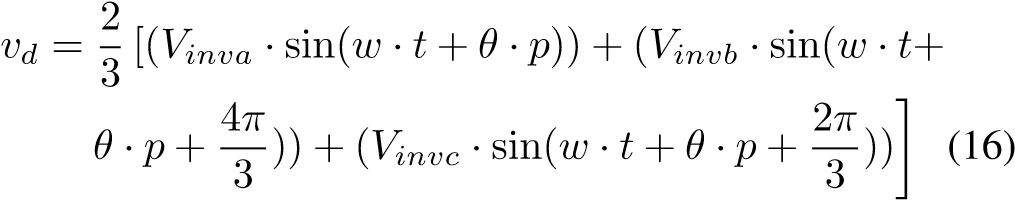 v_d = \frac{2}{3} [(V_{inva} \cdot \sin(w \cdot t + \theta \cdot p)) + (V_{invb} \cdot \sin(w \cdot t +
\theta \cdot p + \frac{4\pi}{3})) + (V_{invc} \cdot \sin(w \cdot t + \theta \cdot p + \frac{2\pi}{3}))] (16)